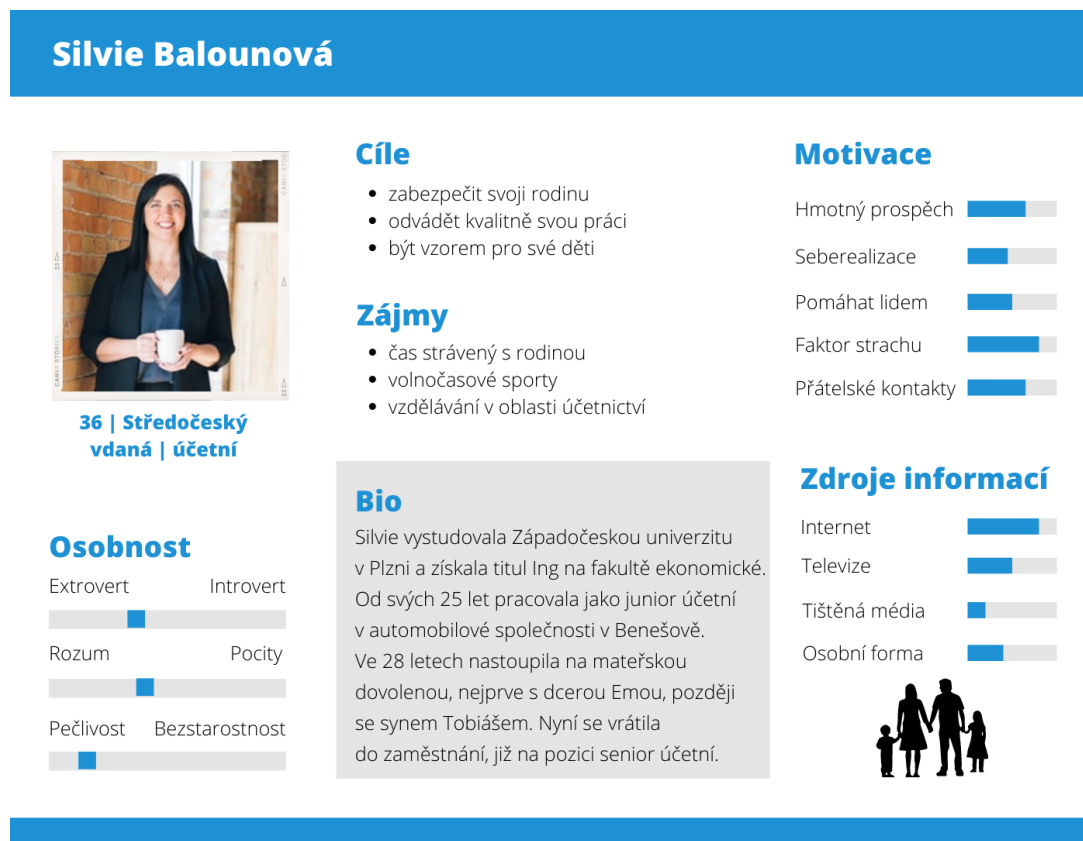 Silvie Balounová
CANVA STORIES
23
23
36 | Středočeský
vdaná | účetní
Osobnost
Extrovert Introvert
Rozum Pocity
Pečlivost Bezstarostnost
Cíle
zabezpečit svoji rodinu
odvádět kvalitně svou práci
být vzorem pro své děti
Zájmy
čas strávený s rodinou
volnočasové sporty
vzdělávání v oblasti účetnictví
Bio
Silvie vystudovala Západočeskou univerzitu
v Plzni a získala titul Ing na fakultě ekonomické.
Od svých 25 let pracovala jako junior účetní
v automobilové společnosti v Benešově.
Ve 28 letech nastoupila na mateřskou
dovolenou, nejprve s dcerou Emou, později
se synem Tobiášem. Nyní se vrátila
do zaměstnání, již na pozici senior účetní.
Motivace
Hmotný prospěch
Seberealizace
Pomáhat lidem
Faktor strachu
Přátelské kontakty
Zdroje informací
Internet
Televize
Tištěná média
Osobní forma